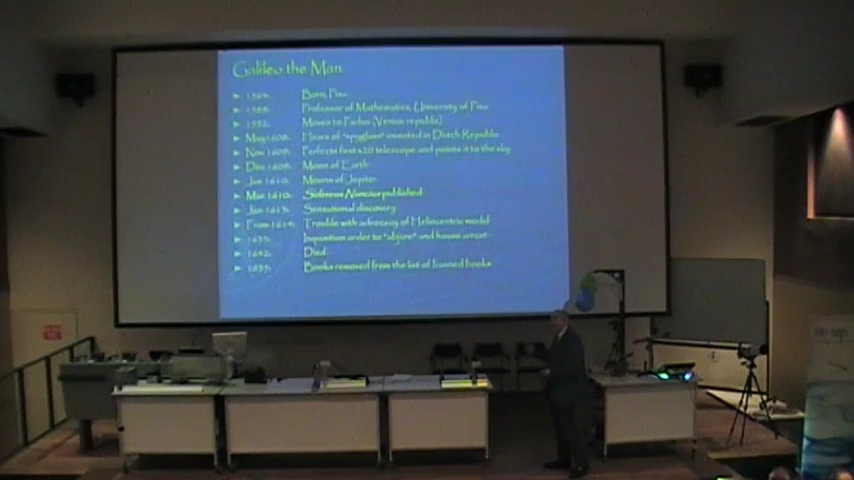 Galileo the Man
► 1564: Born, Pisa
► 1589: Professor of Mathematics, University of Pisa
► 1592: Moves to Padua (Venice republic)
► May 1608: Hears of "spyglass" invented in Dutch Republic
► Nov 1609: Perfects first x20 telescope and points it to the sky
► Dec 1609: Moon of Earth
► Jan 1610: Moons of Jupiter
► Mar 1610: Sidereus Nuncius published
► Jan 1613: Sensational discovery
► From 1614: Trouble with advocacy of Heliocentric model
► 1633: Inquisition order to "abjure" and house arrest
► 1642: Died
► 1835: Books removed from the list of banned books